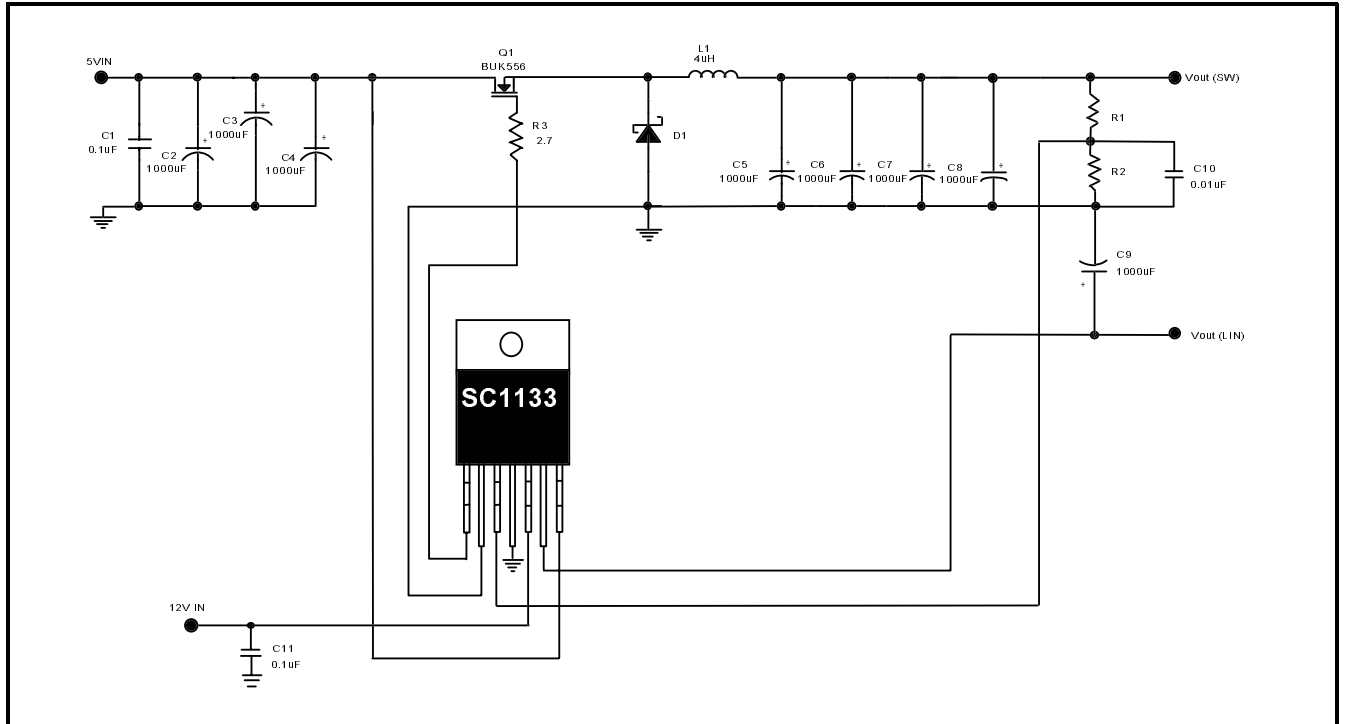 Q1
BUK556
L1
4uH
5VIN
Vout (SW)
C1
0.1uF
C2
1000uF
C3
1000uF
C4
1000uF
R3
2.7
D1
C5
1000uF
C6
1000uF
C7
1000uF
C8
1000uF
R1
R2
C10
0.01uF
C9
1000uF
Vout (LIN)
SC1133
12V IN
C11
0.1uF